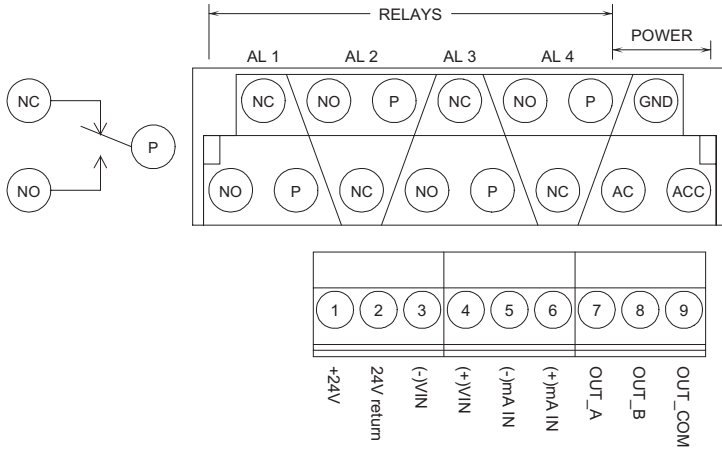 RELAYS
POWER
AL 1 AL 2 AL 3 AL 4
NC NC NO P NC NO P GND
P
NO NO P NC NO P NC AC ACC
1 2 3 4 5 6 7 8 9
+24V
24V return
(-)VIN
(+)VIN
(-)mA IN
(+)mA IN
OUT_A
OUT_B
OUT_COM